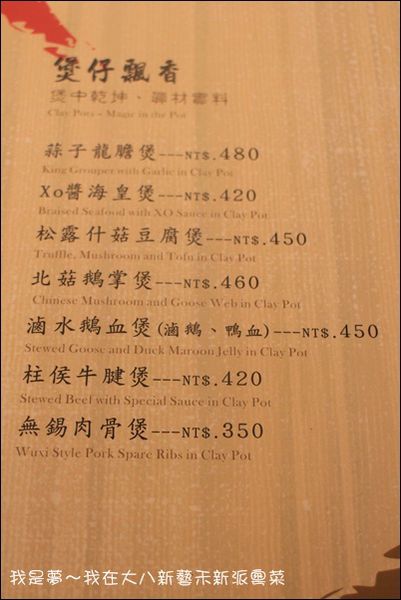 煲仔飄香
煲中乾坤、聯材霽料
Clay Pots - Magic in the Pot
蒜子龍膽煲---NT$.480
King Grouper with Garlic in Clay Pot
Xo醬海皇煲---NT$.420
Braised Seafood with XO Sauce in Clay Pot
松露什菇豆腐煲---NT$.450
Truffle, Mushroom and Tofu in Clay Pot
北菇鵝掌煲---NT$.460
Chinese Mushroom and Goose Web in Clay Pot
滷水鵝血煲(滷鵝、鴨血)---NT$.450
Stewed Goose and Duck Maroon Jelly in Clay Pot
柱侯牛腱煲---NT$.420
Stewed Beef with Special Sauce in Clay Pot
無錫肉骨煲---NT$.350
Wuxi Style Pork Spare Ribs in Clay Pot
我是夢～我在大八新藝禾新派粵菜